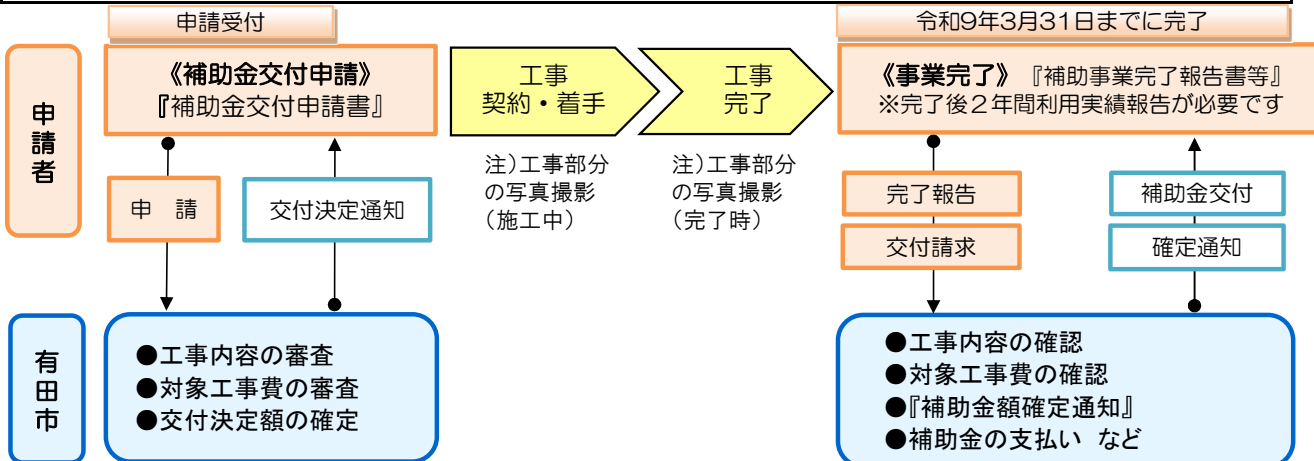 申請受付
令和9年3月31日までに完了
申請者
《補助金交付申請》
『補助金交付申請書』
工事
契約・着手
工事
完了
《事業完了》『補助事業完了報告書等』
※完了後２年間利用実績報告が必要です
申　請
交付決定通知
注）工事部分
の写真撮影
（施工中）
注）工事部分
の写真撮影
（完了時）
完了報告
交付請求
補助金交付
確定通知
有田市
●工事内容の審査
●対象工事費の審査
●交付決定額の確定
●工事内容の確認
●対象工事費の確認
●『補助金額確定通知』
●補助金の支払い など